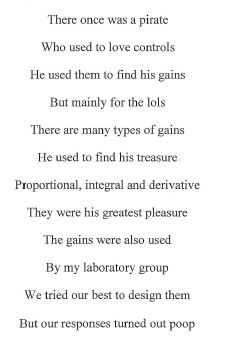 There once was a pirate
Who used to love controls
He used them to find his gains
But mainly for the lols
There are many types of gains
He used to find his treasure
Proportional, integral and derivative
They were his greatest pleasure
The gains were also used
By my laboratory group
We tried our best to design them
But our responses turned out poop